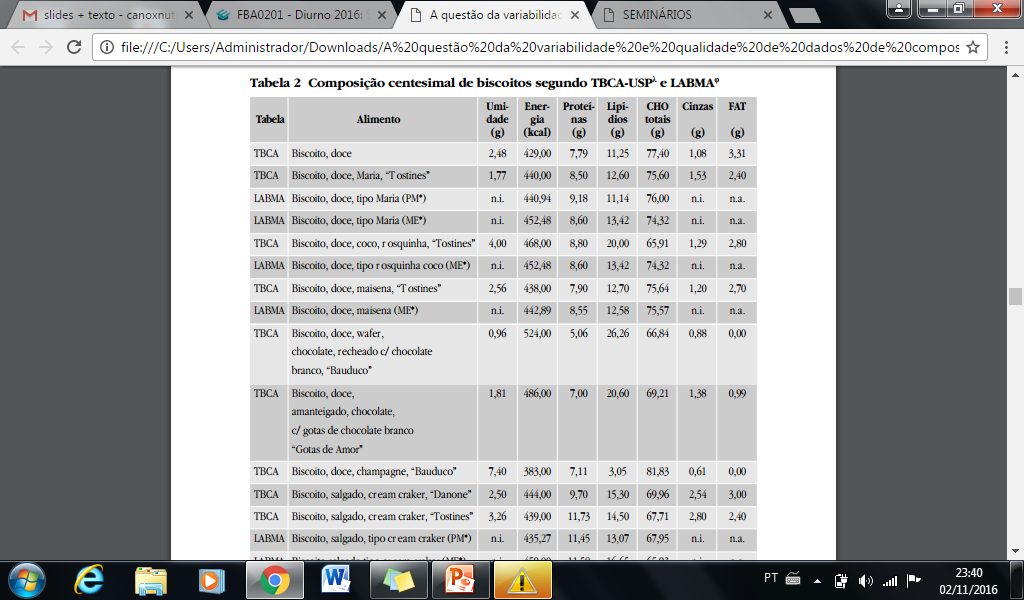 slides + texto - canoxnut
FBA0201 - Diurno 2016:
A questão da variabilidad
SEMINÁRIOS
file:///C:/Users/Administrador/Downloads/A%20questão%20da%20variabilidade%20e%20qualidade%20de%20dados%20de%20compos
Tabela 2 Composição centesimal de biscoitos segundo TBCA-USPλ e LABMAφ
Tabela Alimento Umi-dade (g) Ener-gia (kcal) Proteí-nas (g) Lipí-dios (g) CHO totais (g) Cinzas (g) FAT (g)
TBCA Biscoito, doce 2,48 429,00 7,79 11,25 77,40 1,08 3,31
TBCA Biscoito, doce, Maria, “T ostines” 1,77 440,00 8,50 12,60 75,60 1,53 2,40
LABMA Biscoito, doce, tipo Maria (PM*) n.i. 440,94 9,18 11,14 76,00 n.i. n.a.
LABMA Biscoito, doce, tipo Maria (ME*) n.i. 452,48 8,60 13,42 74,32 n.i. n.a.
TBCA Biscoito, doce, coco, r osquinha, “Tostines” 4,00 468,00 8,80 20,00 65,91 1,29 2,80
LABMA Biscoito, doce, tipo r osquinha coco (ME*) n.i. 452,48 8,60 13,42 74,32 n.i. n.a.
TBCA Biscoito, doce, maisena, “T ostines” 2,56 438,00 7,90 12,70 75,64 1,20 2,70
LABMA Biscoito, doce, maisena (ME*) n.i. 442,89 8,55 12,58 75,57 n.i. n.a.
TBCA Biscoito, doce, wafer, 0,96 524,00 5,06 26,26 66,84 0,88 0,00
chocolate, recheado c/ chocolate
branco, “Bauduco”
TBCA Biscoito, doce, 1,81 486,00 7,00 20,60 69,21 1,38 0,99
amanteigado, chocolate,
c/ gotas de chocolate branco
“Gotas de Amor”
TBCA Biscoito, doce, champagne, “Bauduco” 7,40 383,00 7,11 3,05 81,83 0,61 0,00
TBCA Biscoito, salgado, cream craker, “Danone” 2,50 444,00 9,70 15,30 69,96 2,54 3,00
TBCA Biscoito, salgado, cream craker, “Tostines” 3,26 439,00 11,73 14,50 67,71 2,80 2,40
LABMA Biscoito, salgado, tipo cr eam craker (PM*) n.i. 435,27 11,45 13,07 67,95 n.i. n.a.
PT
23:40
02/11/2016